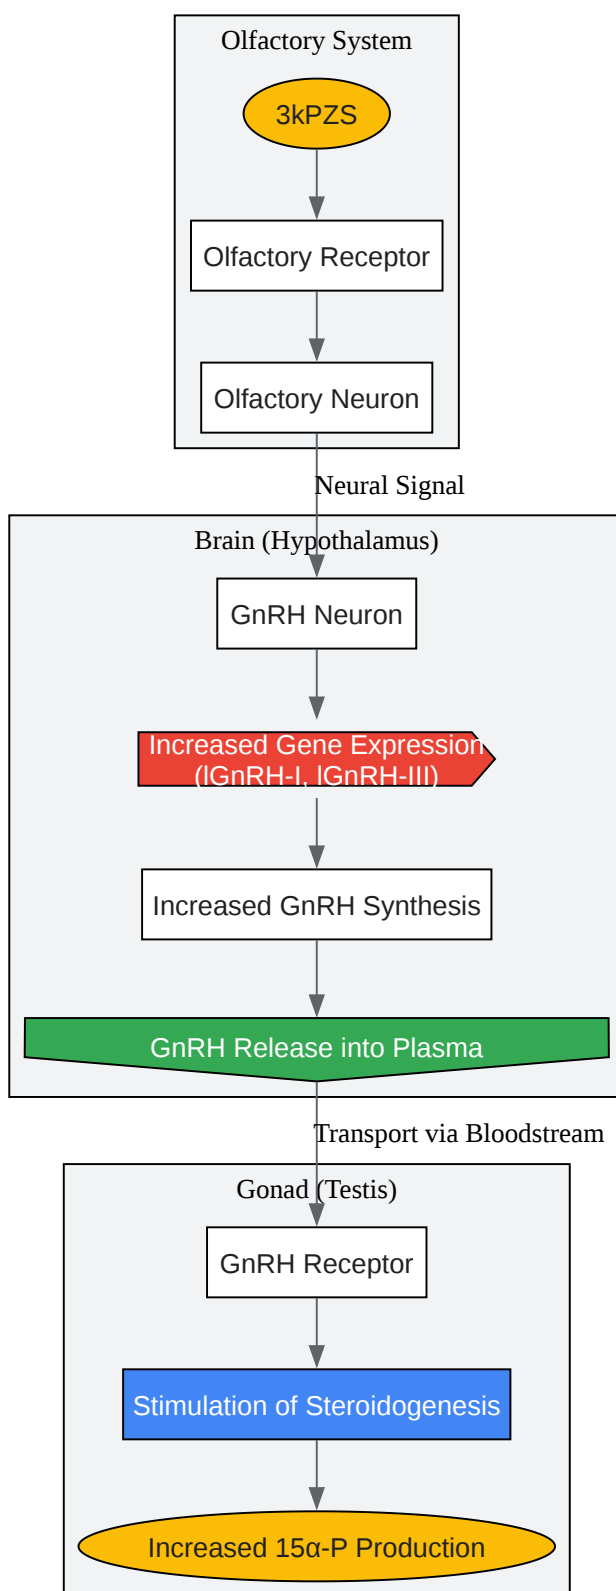 Olfactory System
3kPZS
Olfactory Receptor
Olfactory Neuron
Neural Signal
Brain (Hypothalamus)
GnRH Neuron
Increased Gene Expression
(lGnRH-I, lGnRH-III)
Increased GnRH Synthesis
GnRH Release into Plasma
Transport via Bloodstream
Gonad (Testis)
GnRH Receptor
Stimulation of Steroidogenesis
Increased 15α-P Production